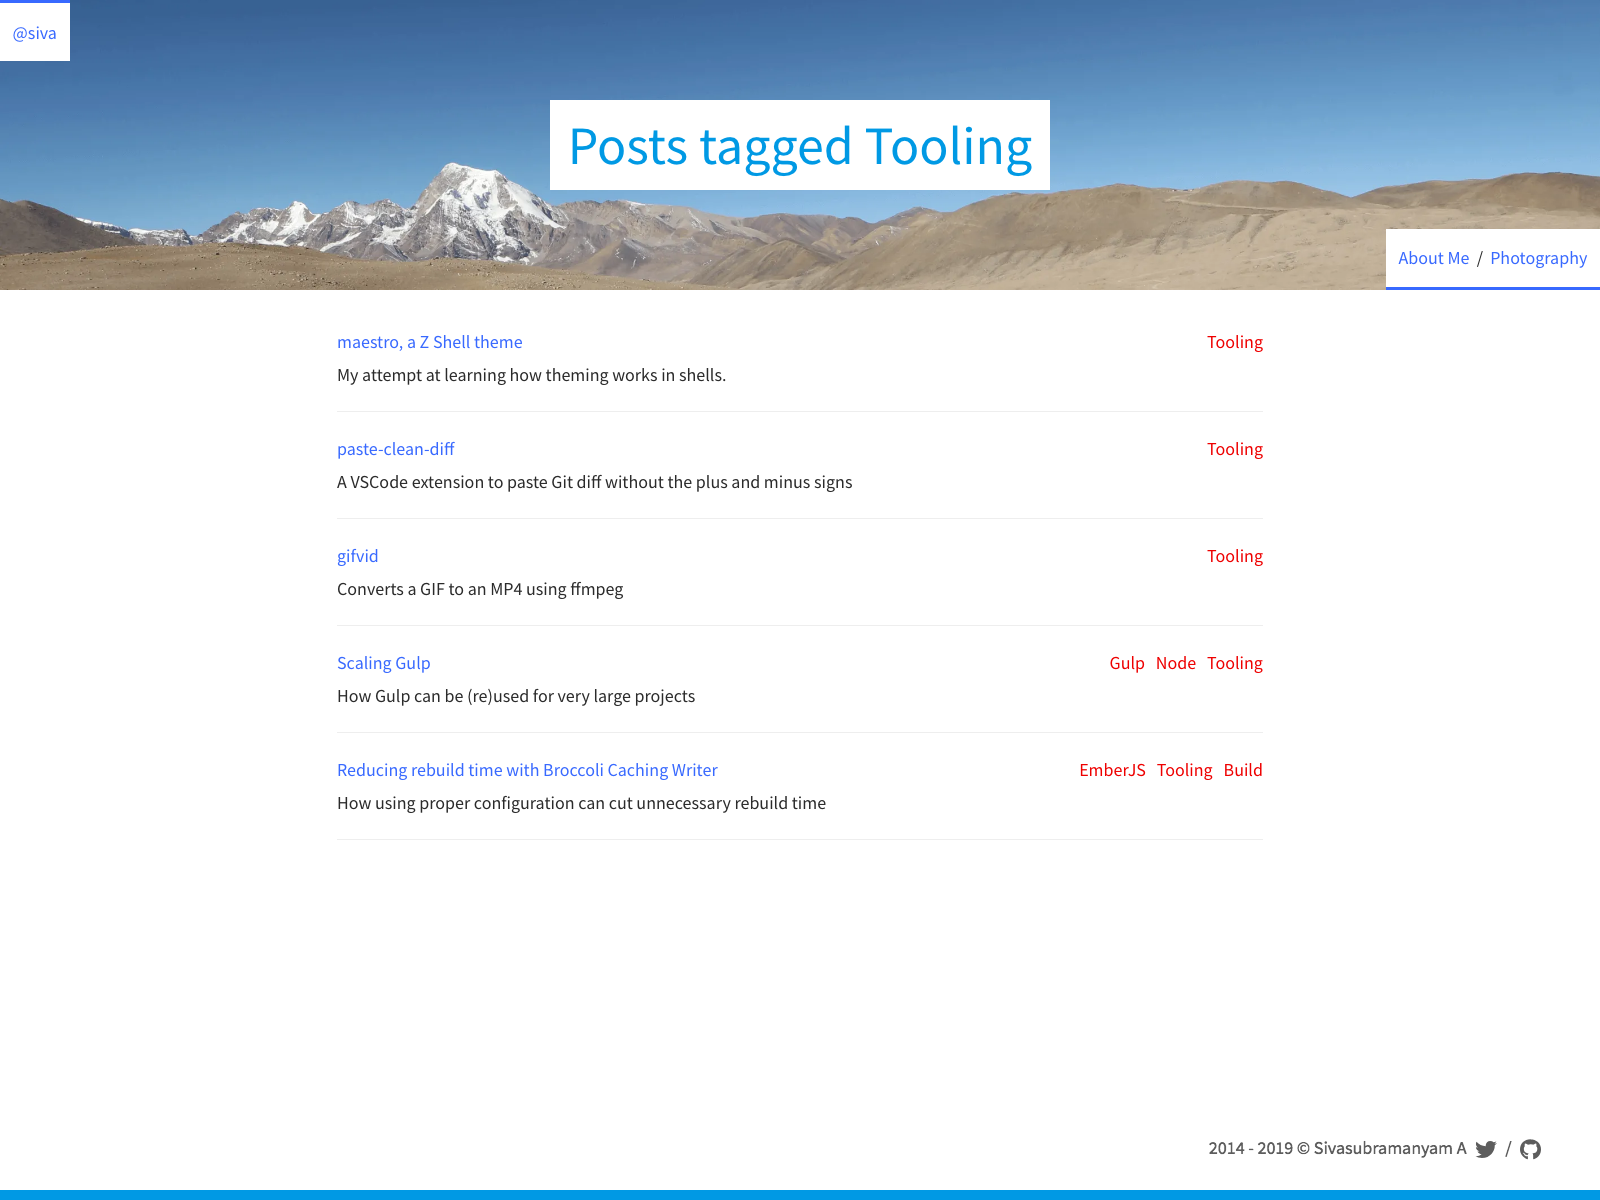 @siva
Posts tagged Tooling
About Me / Photography
maestro, a Z Shell theme Tooling
My attempt at learning how theming works in shells.
paste-clean-diff Tooling
A VSCode extension to paste Git diff without the plus and minus signs
gifvid Tooling
Converts a GIF to an MP4 using ffmpeg
Scaling Gulp Gulp Node Tooling
How Gulp can be (re)used for very large projects
Reducing rebuild time with Broccoli Caching Writer EmberJS Tooling Build
How using proper configuration can cut unnecessary rebuild time
2014 - 2019 © Sivasubramanyam A /